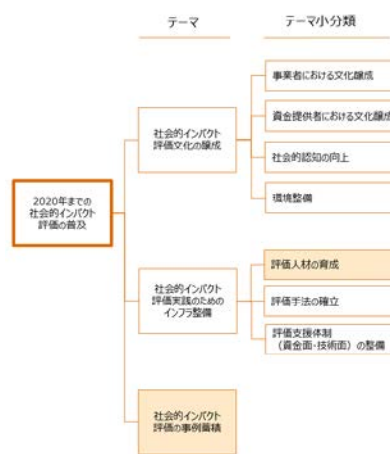 テーマ
テーマ小分類
事業者における文化醸成
資金提供者における文化醸成
社会的インパクト
評価文化の醸成
社会的認知の向上
環境整備
2020年までの
社会的インパクト
評価の普及
評価人材の育成
社会的インパクト
評価実践のための
インフラ整備
評価手法の確立
評価支援体制
（資金面・技術面）の整備
社会的インパクト
評価の事例蓄積